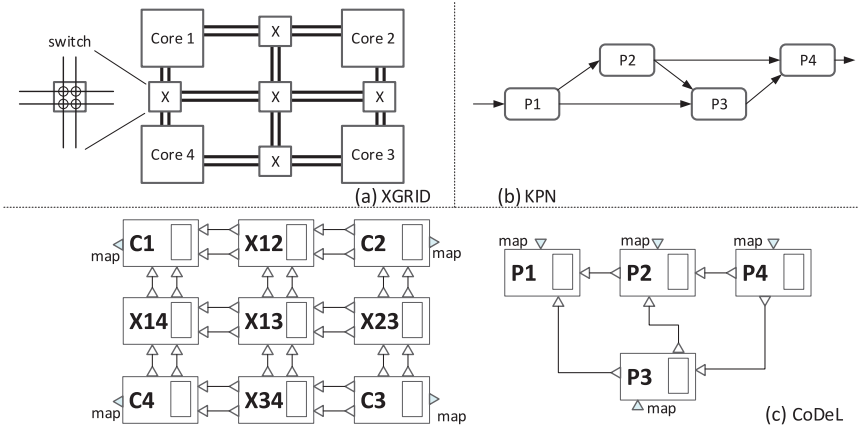 switch
Core 1
X
Core 2
X
X
X
Core 4
X
Core 3
(a) XGRID
P1
P2
P3
P4
(b) KPN
map
C1
X12
C2
map
X14
X13
X23
map
C4
X34
C3
map
map
map
map
P1
P2
P4
P3
map
(c) CoDeL